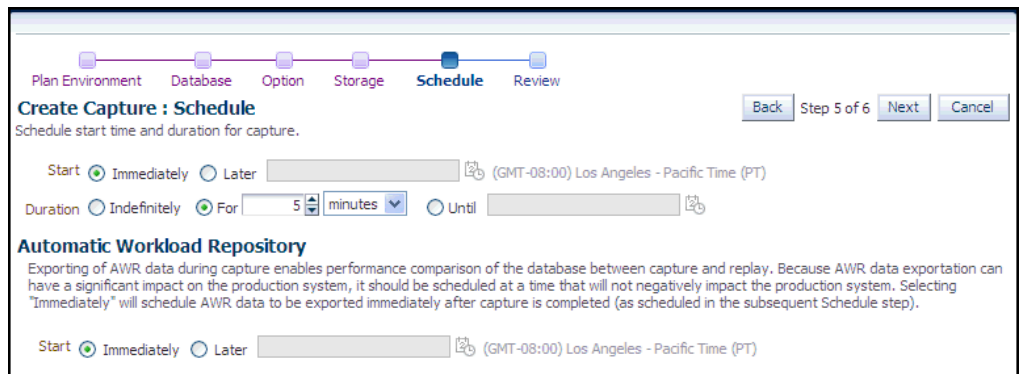 Plan Environment Database Option Storage Schedule Review
Create Capture : Schedule
Back Step 5 of 6 Next Cancel
Schedule start time and duration for capture.
Start Immediately Later (GMT-08:00) Los Angeles - Pacific Time (PT)
Duration Indefinitely For 5 minutes Until
Automatic Workload Repository
Exporting of AWR data during capture enables performance comparison of the database between capture and replay. Because AWR data exportation can
have a significant impact on the production system, it should be scheduled at a time that will not negatively impact the production system. Selecting
"Immediately" will schedule AWR data to be exported immediately after capture is completed (as scheduled in the subsequent Schedule step).
Start Immediately Later (GMT-08:00) Los Angeles - Pacific Time (PT)